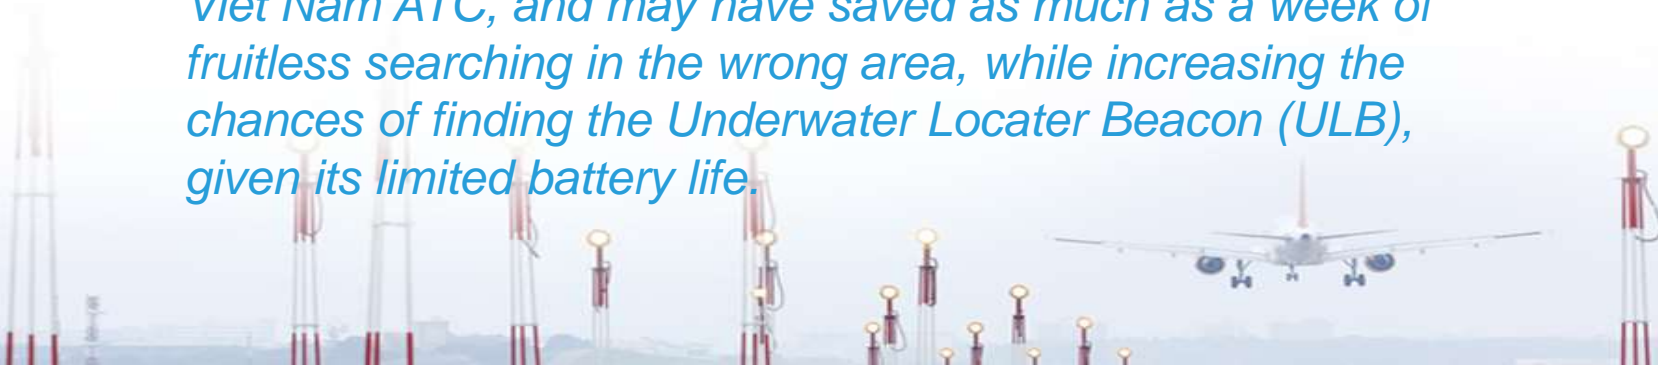 Viet Nam ATC, and may have saved as much as a week of
fruitless searching in the wrong area, while increasing the
chances of finding the Underwater Locater Beacon (ULB),
given its limited battery life.